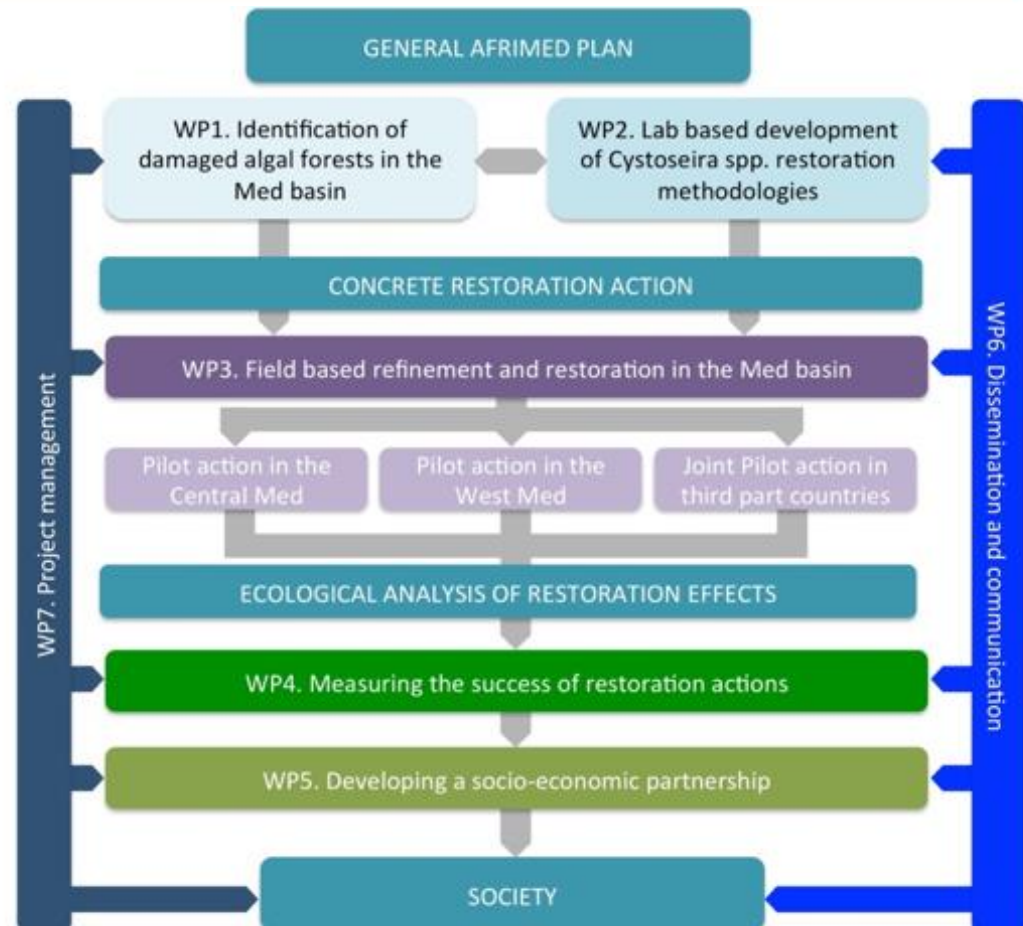 GENERAL AFRIMED PLAN
WP1. Identification of
damaged algal forests in the
Med basin
WP2. Lab based development
of Cystoseira spp. restoration
methodologies
CONCRETE RESTORATION ACTION
WP3. Field based refinement and restoration in the Med basin
Pilot action in the
Central Med
Pilot action in the
West Med
Joint Pilot action in
third part countries
ECOLOGICAL ANALYSIS OF RESTORATION EFFECTS
WP4. Measuring the success of restoration actions
WP5. Developing a socio-economic partnership
SOCIETY
WP7. Project management
WP6. Dissemination and communication